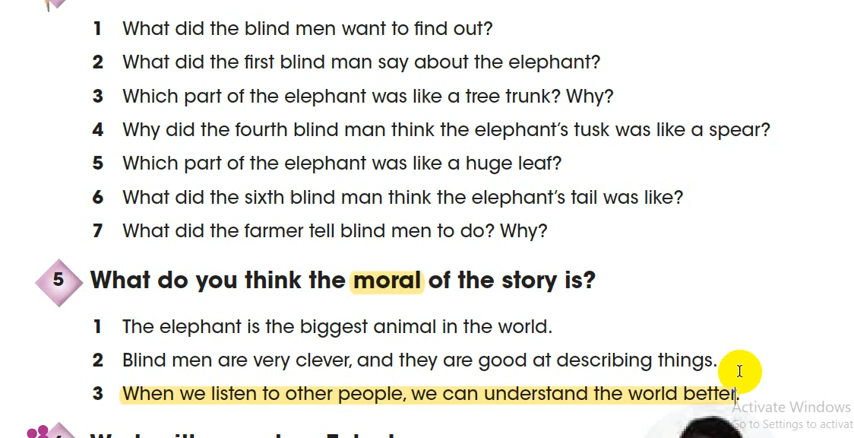 1 What did the blind men want to find out?
2 What did the first blind man say about the elephant?
3 Which part of the elephant was like a tree trunk? Why?
4 Why did the fourth blind man think the elephant's tusk was like a spear?
5 Which part of the elephant was like a huge leaf?
6 What did the sixth blind man think the elephant's tail was like?
7 What did the farmer tell blind men to do? Why?
5 What do you think the moral of the story is?
1 The elephant is the biggest animal in the world.
2 Blind men are very clever, and they are good at describing things.
3 When we listen to other people, we can understand the world better.
Activate Windows
Go to Settings to activat